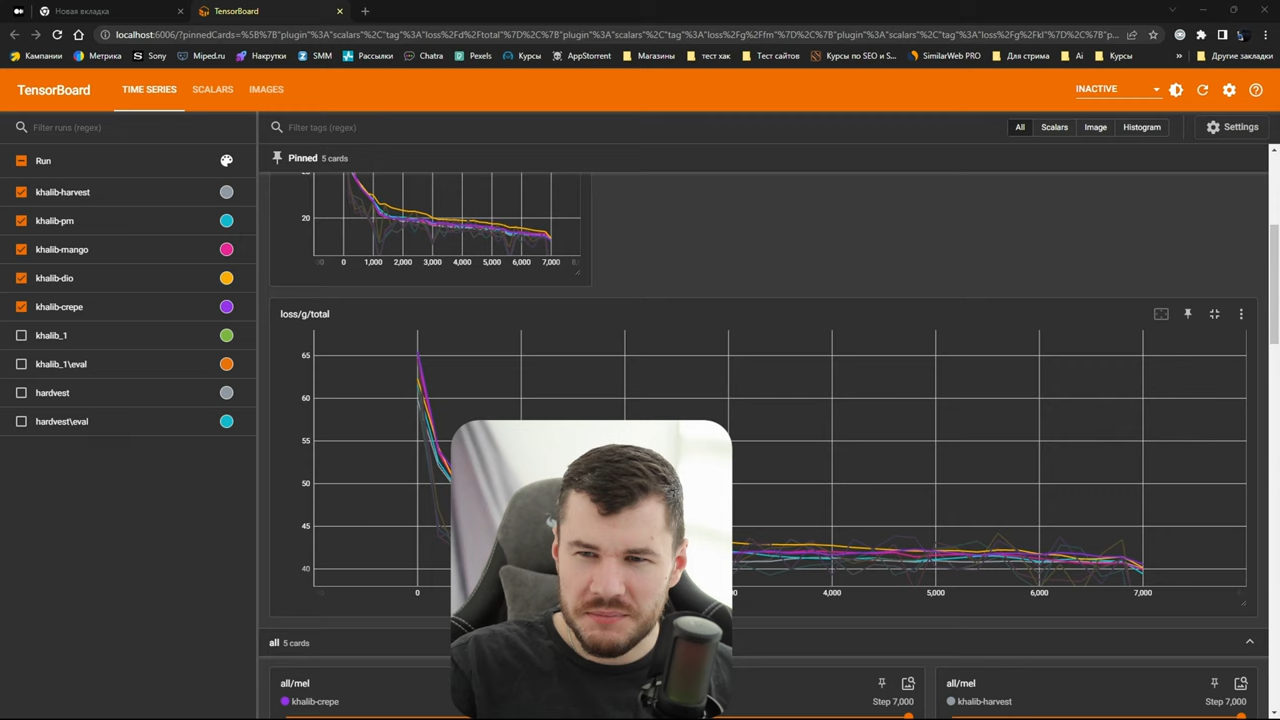 Новая вкладка
TensorBoard
localhost:6006/?pinnedCards=%5B%7B"plugin"%3A"scalars"%2C"tag"%3A"loss%2Fd%2Ftotal"%7D%2C%7B"plugin"%3A"scalars"%2C"tag"%3A"loss%2Fg%2Ffm"%7D%2C%7B"plugin"%3A"scalars"%2C"tag"%3A"loss%2Fg%2Fkl"%7D%2C%7B"p...
Кампании
Метрика
Sony
Miped.ru
Накрутки
SMM
Рассылки
Chatra
Pexels
Курсы
AppStorrent
Магазины
тест хак
Тест сайтов
Курсы по SEO и S...
SimilarWeb PRO
Для стрима
Ai
Курсы
»
Другие закладки
TensorBoard
TIME SERIES
SCALARS
IMAGES
INACTIVE
Filter runs (regex)
Filter tags (regex)
All
Scalars
Image
Histogram
Settings
Run
khalib-harvest
khalib-pm
khalib-mango
khalib-dio
khalib-crepe
khalib_1
khalib_1\eval
hardvest
hardvest\eval
Pinned 5 cards
20
0 1,000 2,000 3,000 4,000 5,000 6,000 7,000
loss/g/total
65
60
55
50
45
40
0 4,000 5,000 6,000 7,000
all 5 cards
all/mel
khalib-crepe
Step 7,000
all/mel
khalib-harvest
Step 7,000